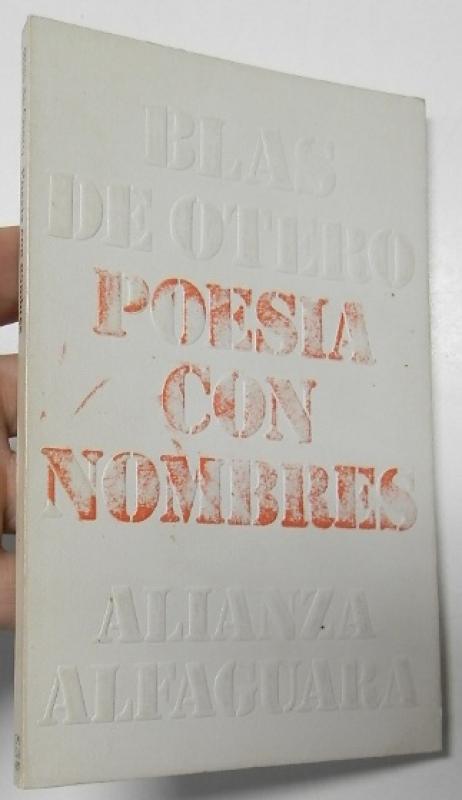 BLAS
DE OTERO
POESIA
CON
NOMBRES
ALIANZA
ALFAGUARA